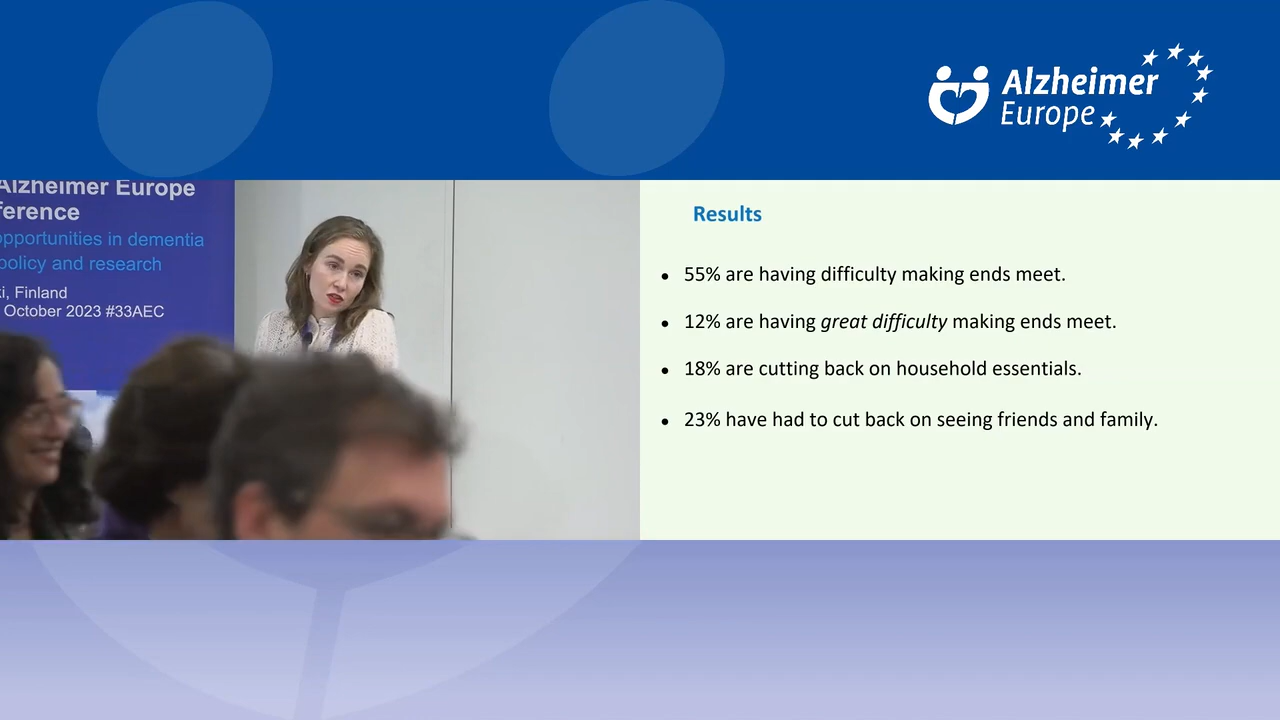 Alzheimer
Europe
Alzheimer Europe
ference
opportunities in dementia
policy and research
ki, Finland
October 2023 #33AEC
Results
• 55% are having difficulty making ends meet.
• 12% are having great difficulty making ends meet.
• 18% are cutting back on household essentials.
• 23% have had to cut back on seeing friends and family.